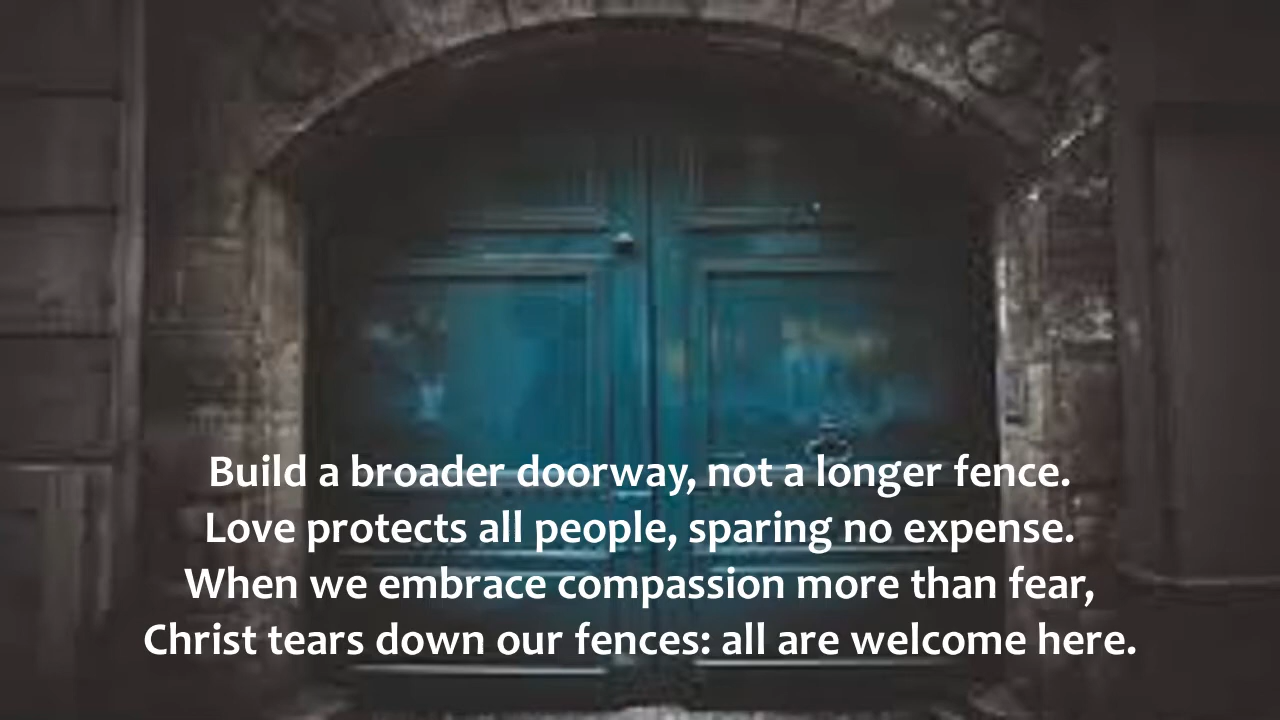 Build a broader doorway, not a longer fence.
Love protects all people, sparing no expense.
When we embrace compassion more than fear,
Christ tears down our fences: all are welcome here.